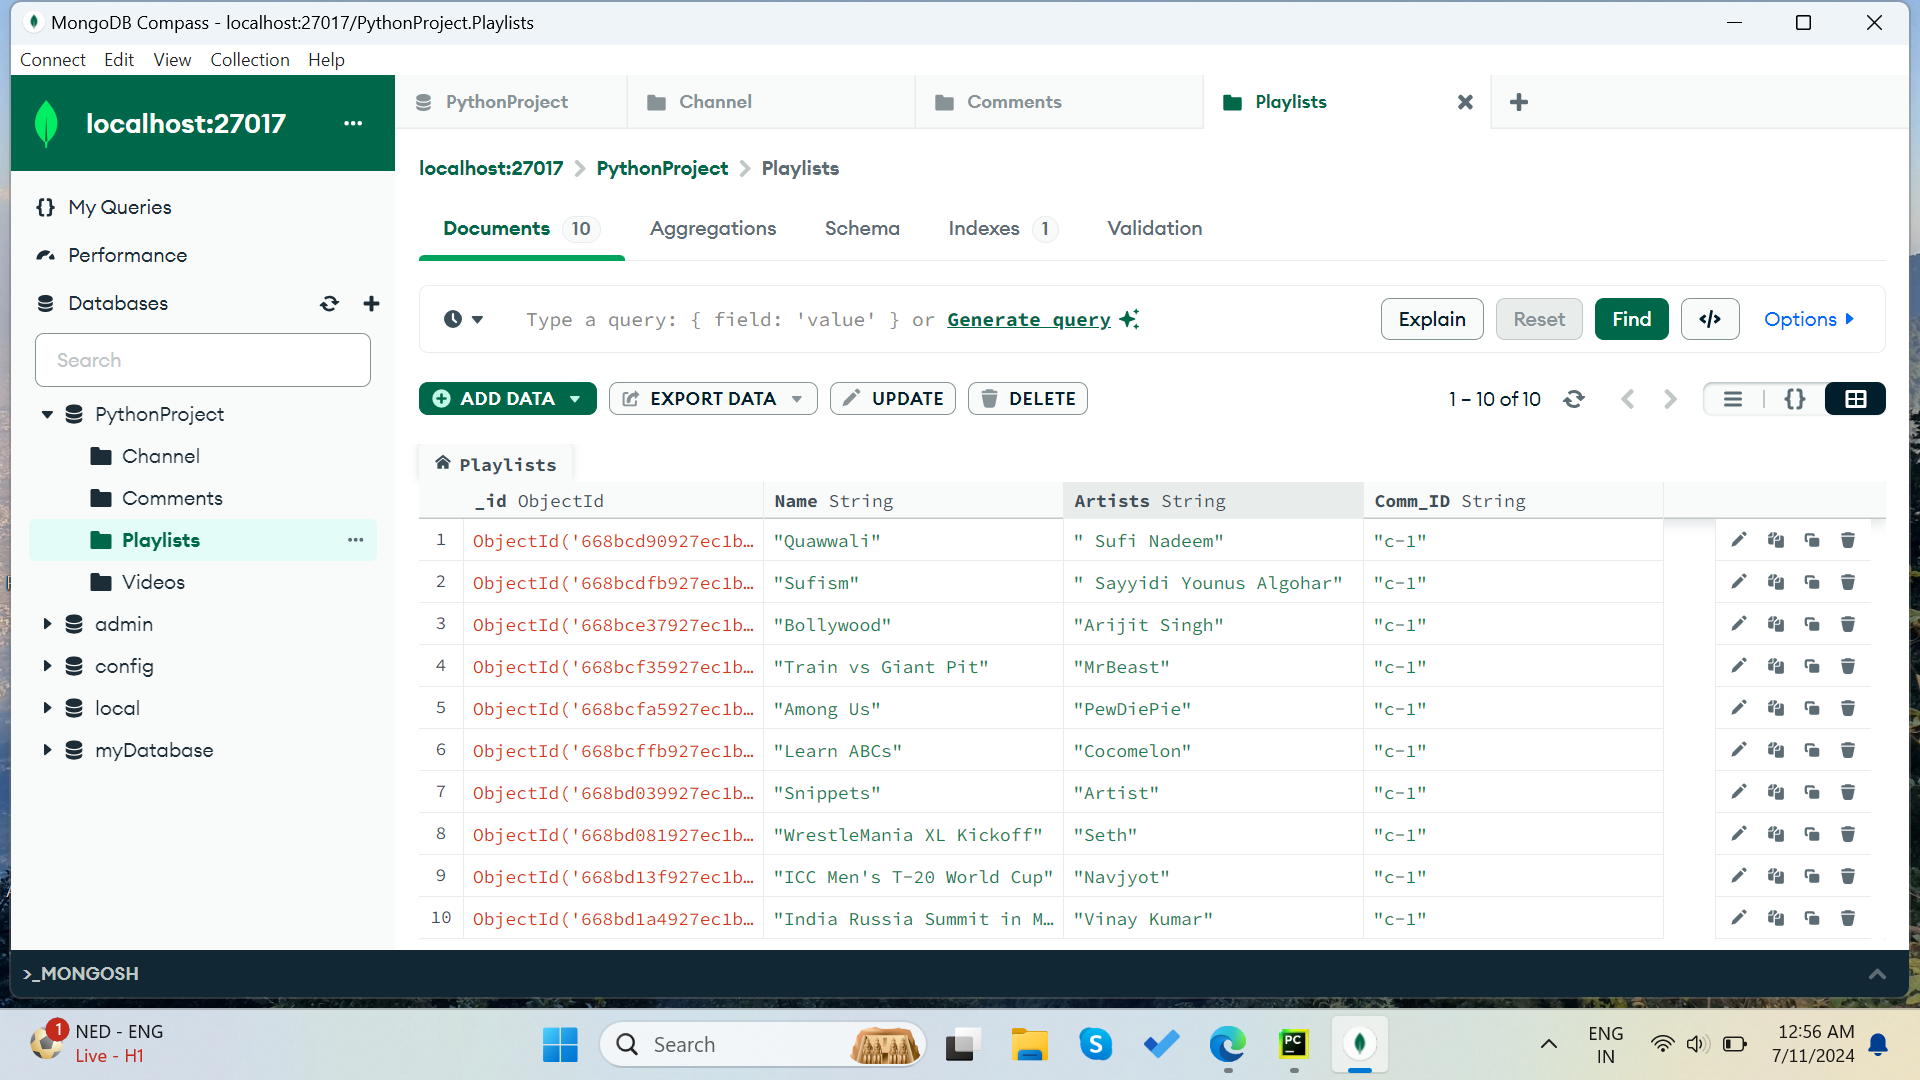 MongoDB Compass - localhost:27017/PythonProject.Playlists
Connect Edit View Collection Help
localhost:27017 ...
PythonProject Channel Comments Playlists
{} My Queries
Performance
Databases
Search
PythonProject
Channel
Comments
Playlists ...
Videos
admin
config
local
myDatabase
localhost:27017 > PythonProject > Playlists
Documents 10 Aggregations Schema Indexes 1 Validation
Type a query: { field: 'value' } or Generate query
Explain Reset Find </> Options
ADD DATA EXPORT DATA UPDATE DELETE
1 – 10 of 10 {}
Playlists
_id ObjectId Name String Artists String Comm_ID String
1 ObjectId('668bcd90927ec1b… "Quawwali" " Sufi Nadeem" "c-1"
2 ObjectId('668bcdfb927ec1b… "Sufism" " Sayyidi Younus Algohar" "c-1"
3 ObjectId('668bce37927ec1b… "Bollywood" "Arijit Singh" "c-1"
4 ObjectId('668bcf35927ec1b… "Train vs Giant Pit" "MrBeast" "c-1"
5 ObjectId('668bcfa5927ec1b… "Among Us" "PewDiePie" "c-1"
6 ObjectId('668bcffb927ec1b… "Learn ABCs" "Cocomelon" "c-1"
7 ObjectId('668bd039927ec1b… "Snippets" "Artist" "c-1"
8 ObjectId('668bd081927ec1b… "WrestleMania XL Kickoff" "Seth" "c-1"
9 ObjectId('668bd13f927ec1b… "ICC Men's T-20 World Cup" "Navjyot" "c-1"
10 ObjectId('668bd1a4927ec1b… "India Russia Summit in M… "Vinay Kumar" "c-1"
>_MONGOSH
1 NED - ENG
Live - H1
Search
S
PC
ENG
IN
12:56 AM
7/11/2024